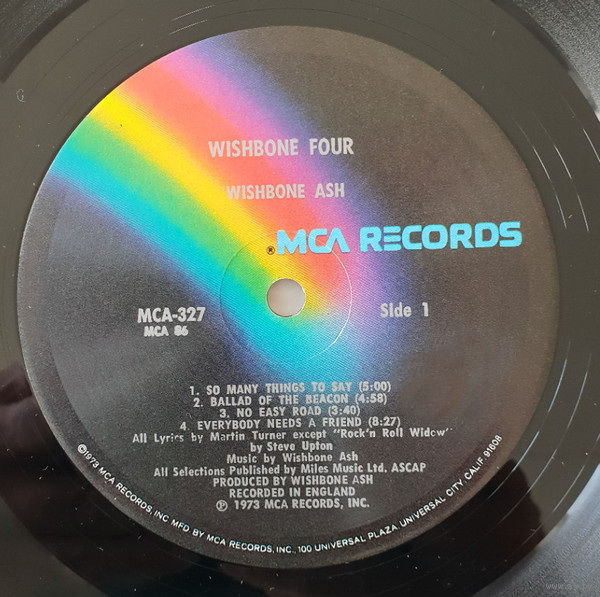 WISHBONE FOUR
WISHBONE ASH
® MCA RECORDS
MCA-327
MCA 86
Side 1
1. SO MANY THINGS TO SAY (5:00)
2. BALLAD OF THE BEACON (4:58)
3. NO EASY ROAD (3:40)
4. EVERYBODY NEEDS A FRIEND (8:27)
All Lyrics by Martin Turner except "Rock'n Roll Widow"
by Steve Upton
Music by Wishbone Ash
All Selections Published by Miles Music Ltd. ASCAP
PRODUCED BY WISHBONE ASH
RECORDED IN ENGLAND
℗ 1973 MCA RECORDS, INC.
©1973 MCA RECORDS, INC MFD BY MCA RECORDS, INC., 100 UNIVERSAL PLAZA, UNIVERSAL CITY, CALIF. 91608